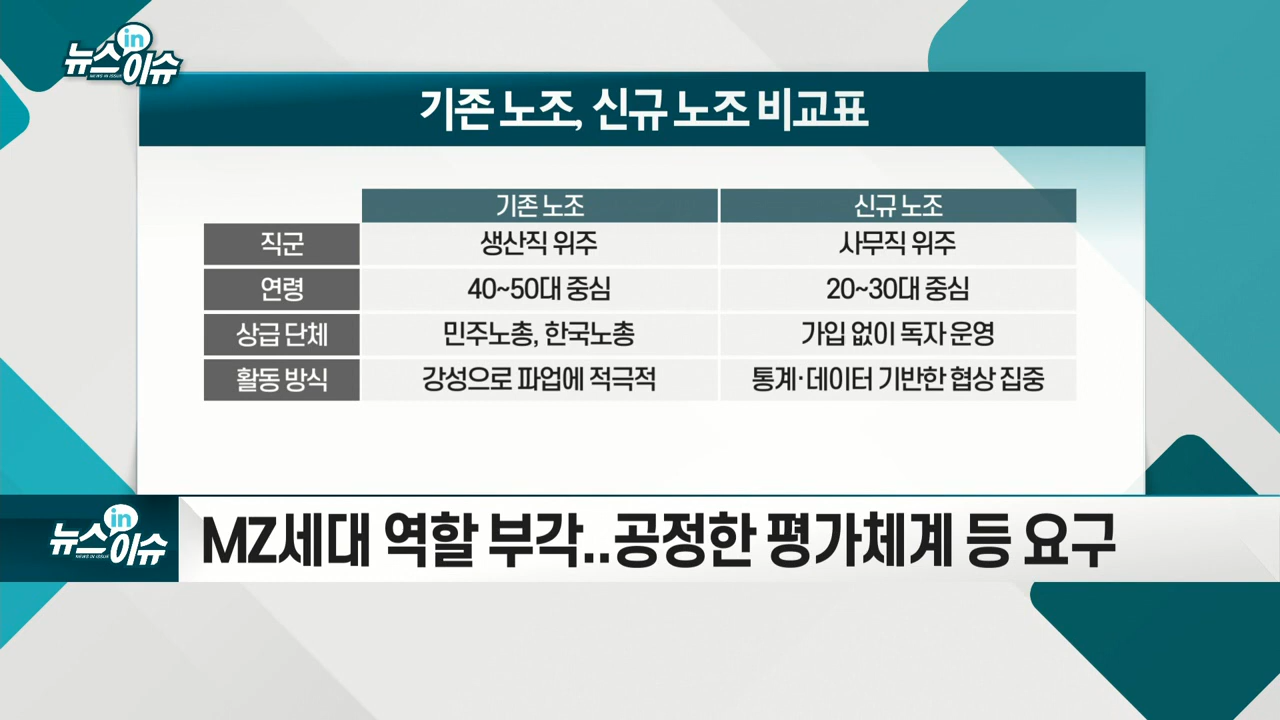 뉴스in이슈
NEWS IN ISSUE
기존 노조, 신규 노조 비교표
기존 노조 신규 노조
직군 생산직 위주 사무직 위주
연령 40~50대 중심 20~30대 중심
상급 단체 민주노총, 한국노총 가입 없이 독자 운영
활동 방식 강성으로 파업에 적극적 통계·데이터 기반한 협상 집중
뉴스in이슈
NEWS IN ISSUE
MZ세대 역할 부각..공정한 평가체계 등 요구